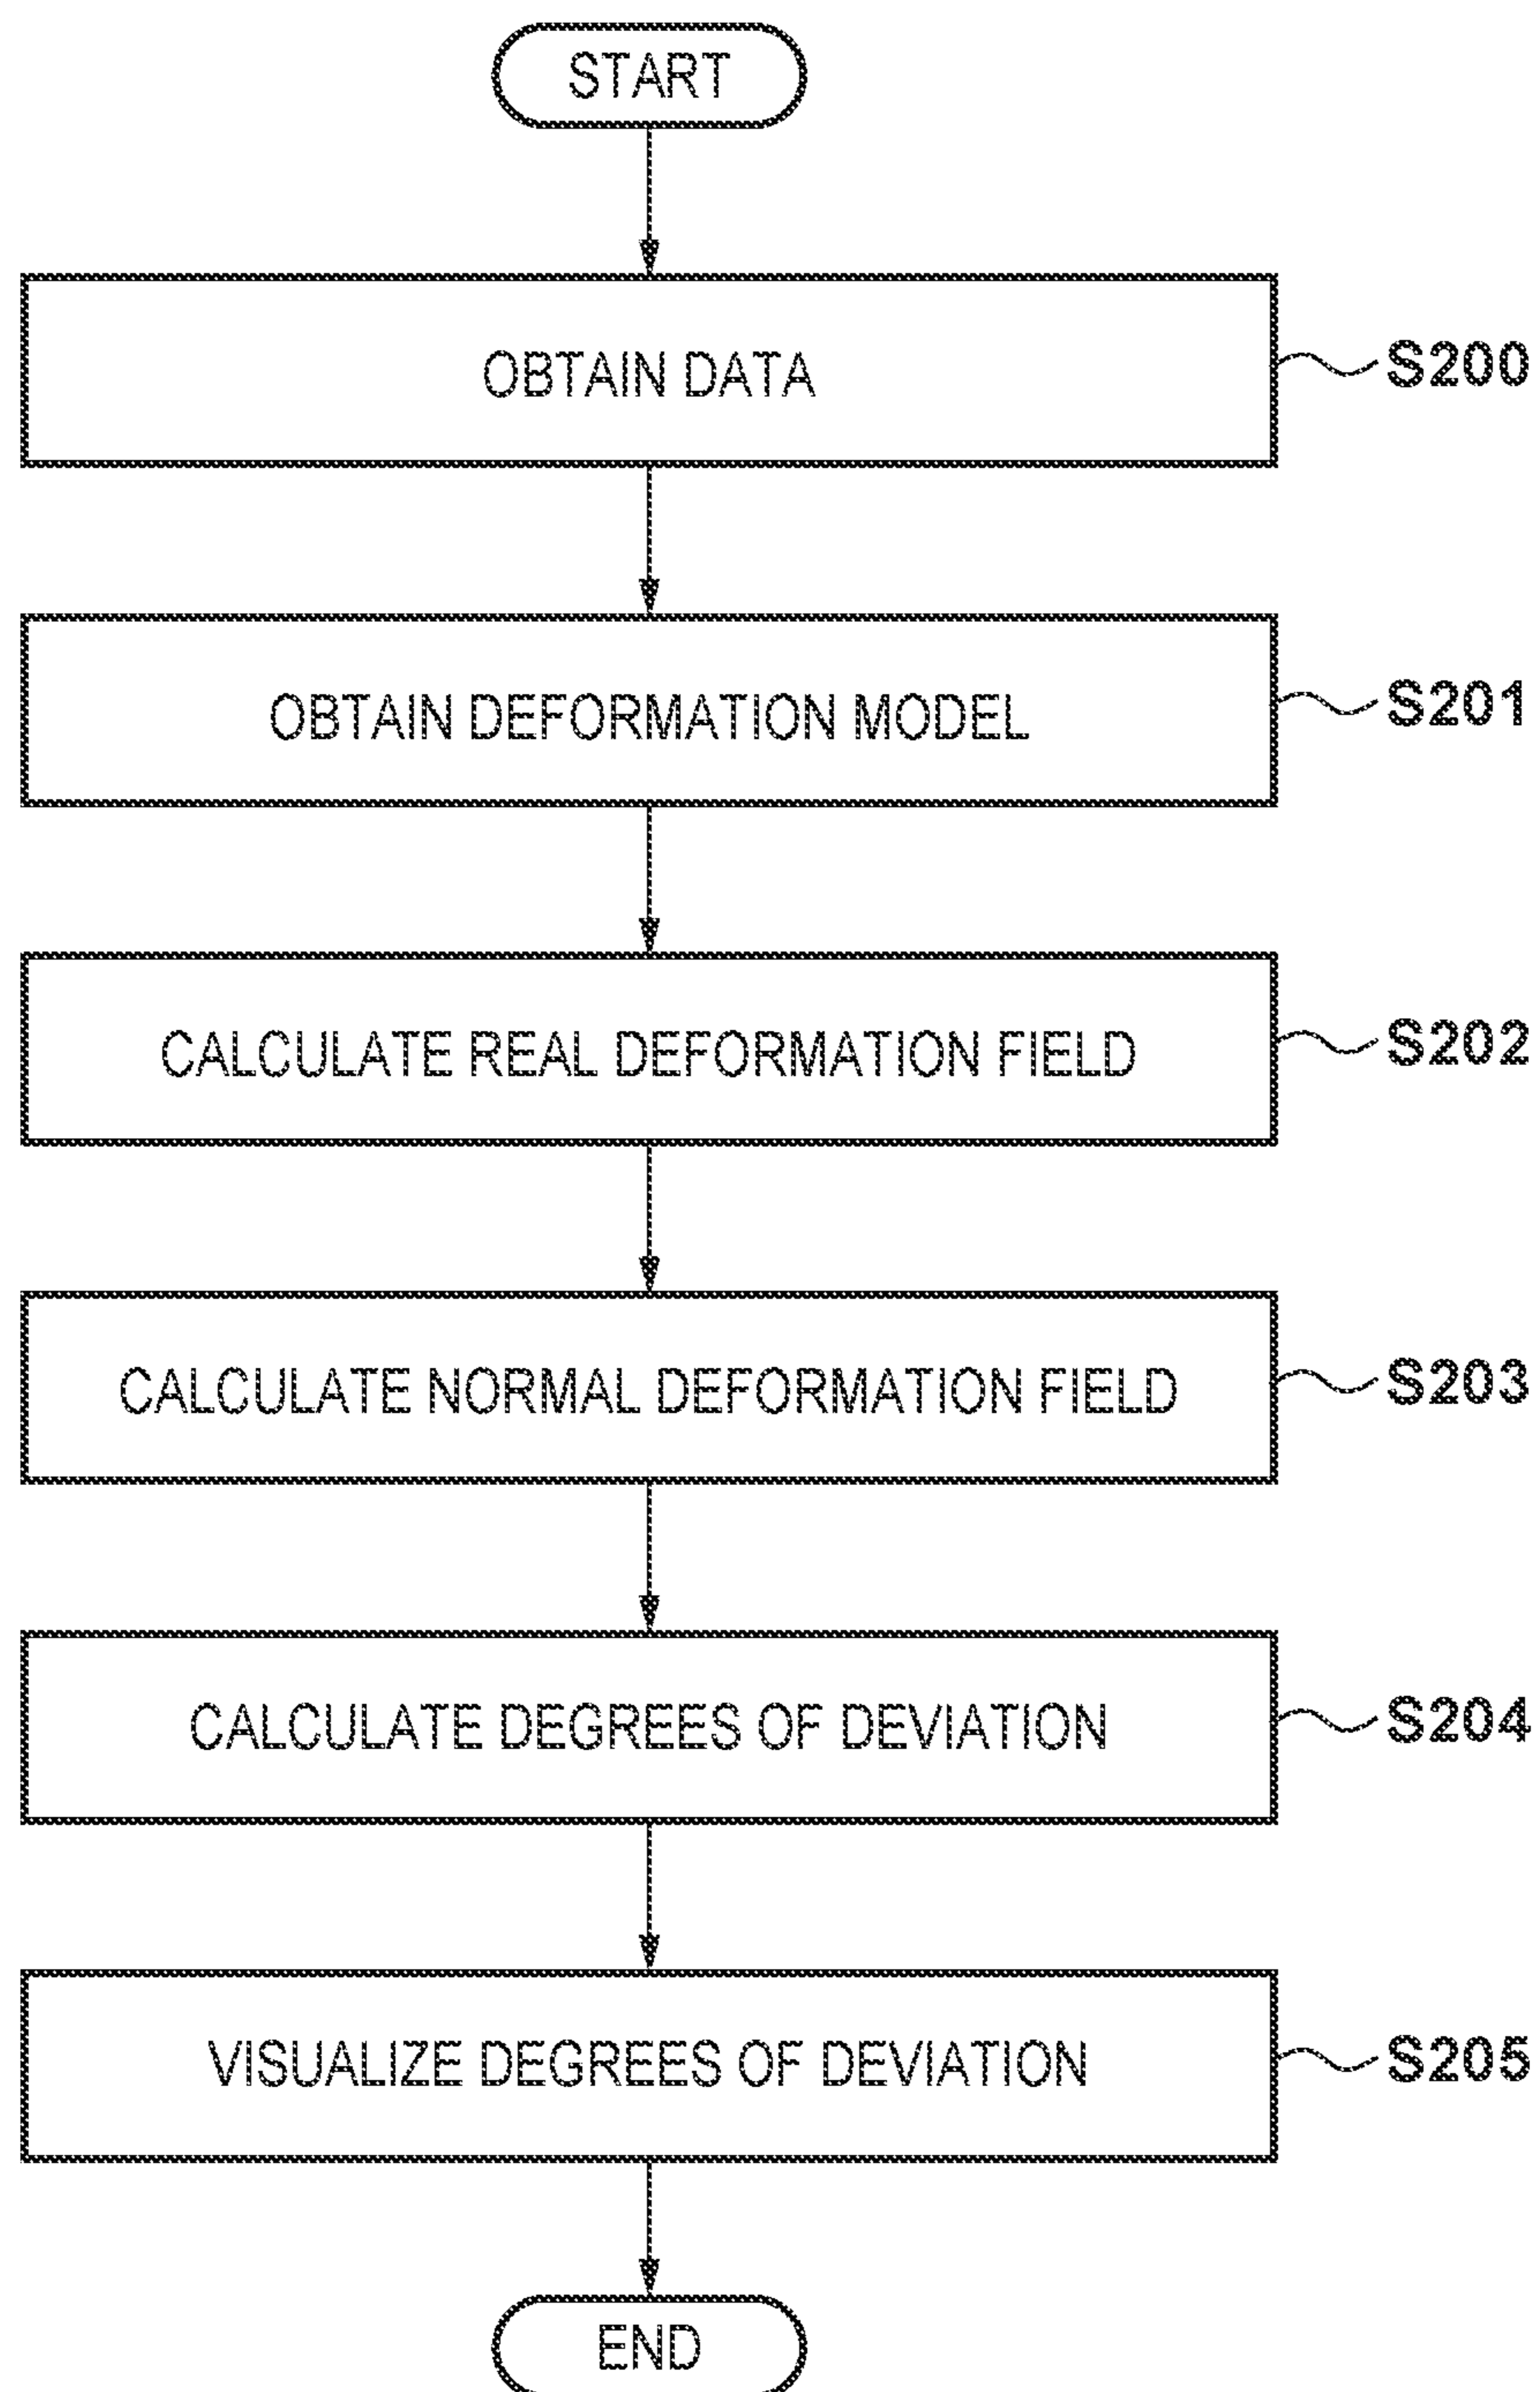 START
OBTAIN DATA
S200
OBTAIN DEFORMATION MODEL
S201
CALCULATE REAL DEFORMATION FIELD
S202
CALCULATE NORMAL DEFORMATION FIELD
S203
CALCULATE DEGREES OF DEVIATION
S204
VISUALIZE DEGREES OF DEVIATION
S205
END